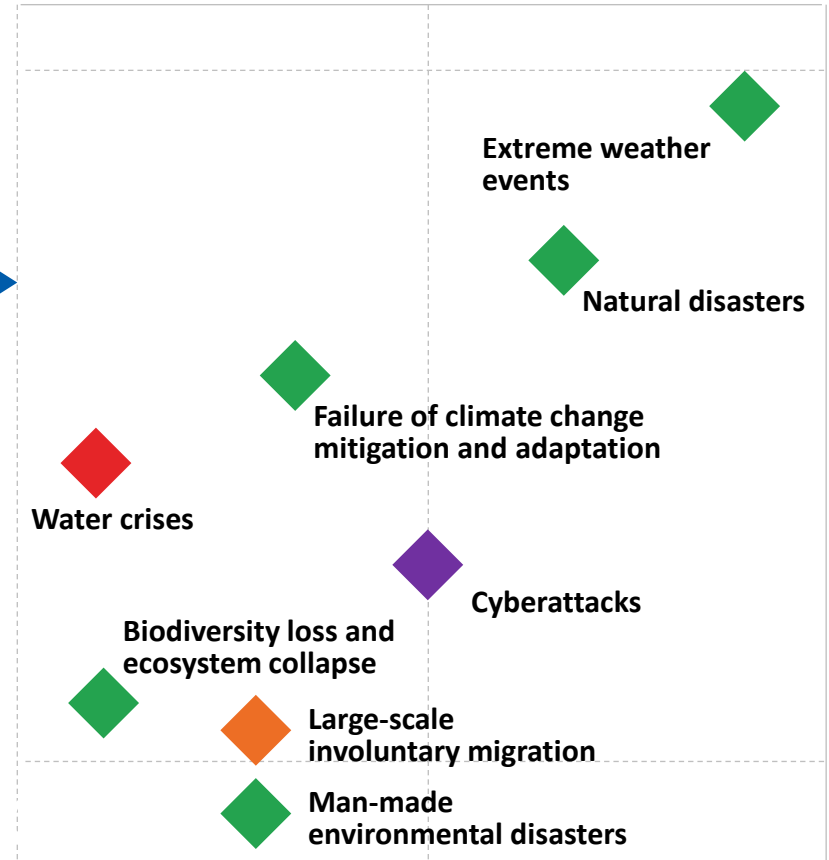 Extreme weather
events
Natural disasters
Failure of climate change
mitigation and adaptation
Water crises
Cyberattacks
Biodiversity loss and
ecosystem collapse
Large-scale
involuntary migration
Man-made
environmental disasters